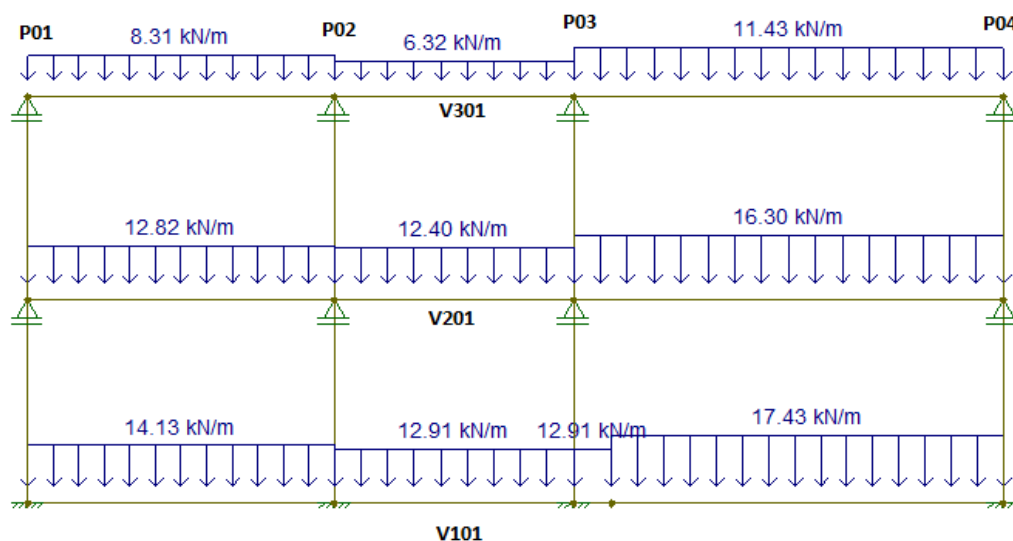 P01 P02 P03 P04
8.31 kN/m 6.32 kN/m 11.43 kN/m
V301
12.82 kN/m 12.40 kN/m 16.30 kN/m
V201
14.13 kN/m 12.91 kN/m 12.91 kN/m 17.43 kN/m
V101